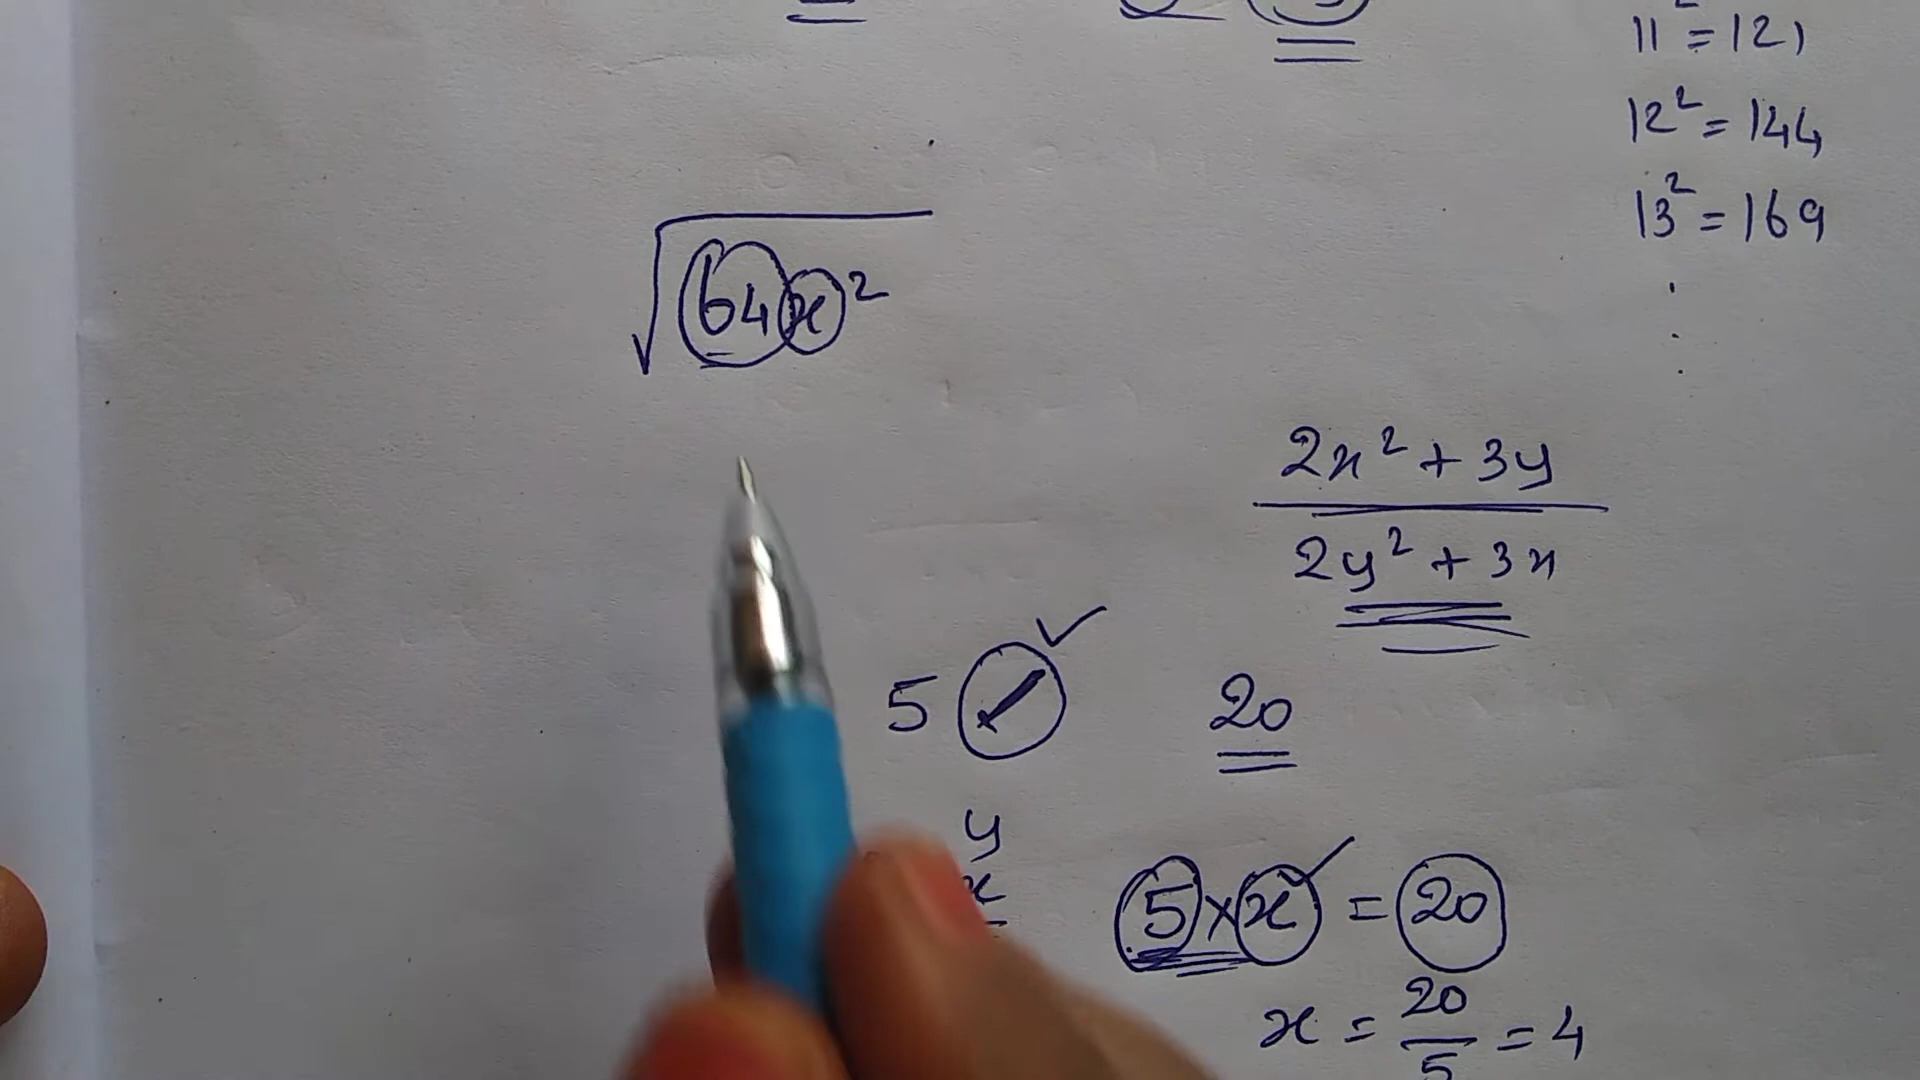 11² = 121
12² = 144
13² = 169
√64x²
2x² + 3y
2y² + 3x
5 ✓ 20
y
x
5 × x = 20
x = 20/5 = 4